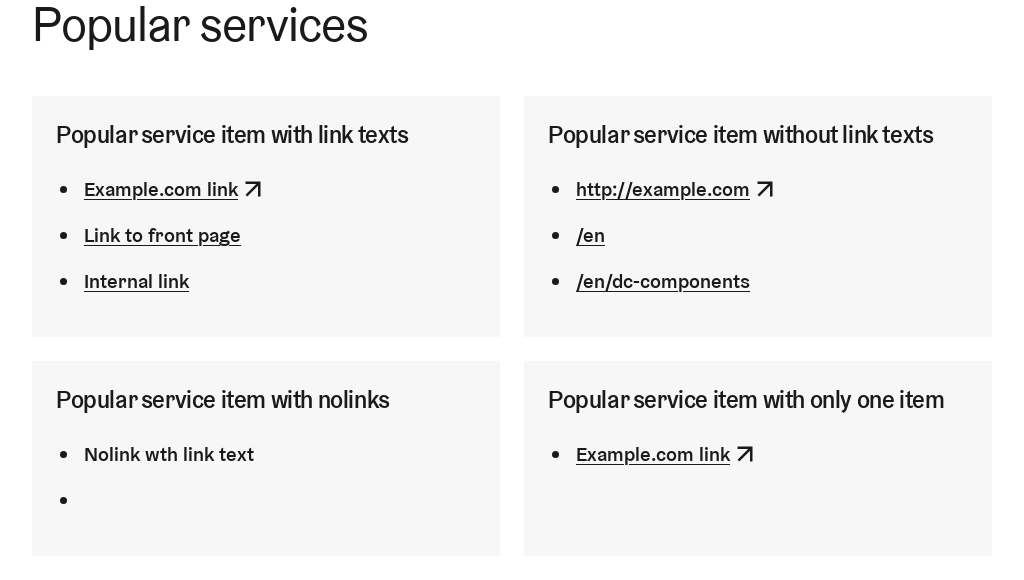 Popular services
Popular service item with link texts
Example.com link
Link to front page
Internal link
Popular service item without link texts
http://example.com
/en
/en/dc-components
Popular service item with nolinks
Nolink wth link text
Popular service item with only one item
Example.com link